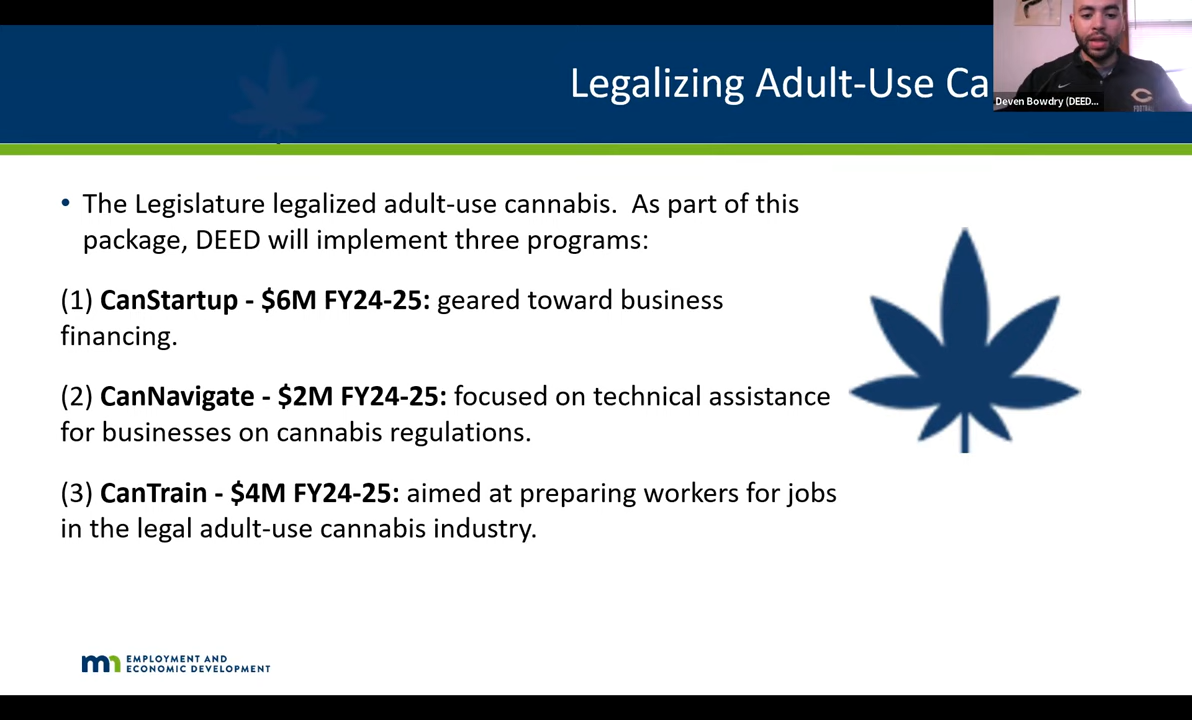 Legalizing Adult-Use Ca
Deven Bowdry (DEED...
• The Legislature legalized adult-use cannabis.  As part of this
package, DEED will implement three programs:
(1) CanStartup - $6M FY24-25: geared toward business
financing.
(2) CanNavigate - $2M FY24-25: focused on technical assistance
for businesses on cannabis regulations.
(3) CanTrain - $4M FY24-25: aimed at preparing workers for jobs
in the legal adult-use cannabis industry.
mn EMPLOYMENT AND
ECONOMIC DEVELOPMENT